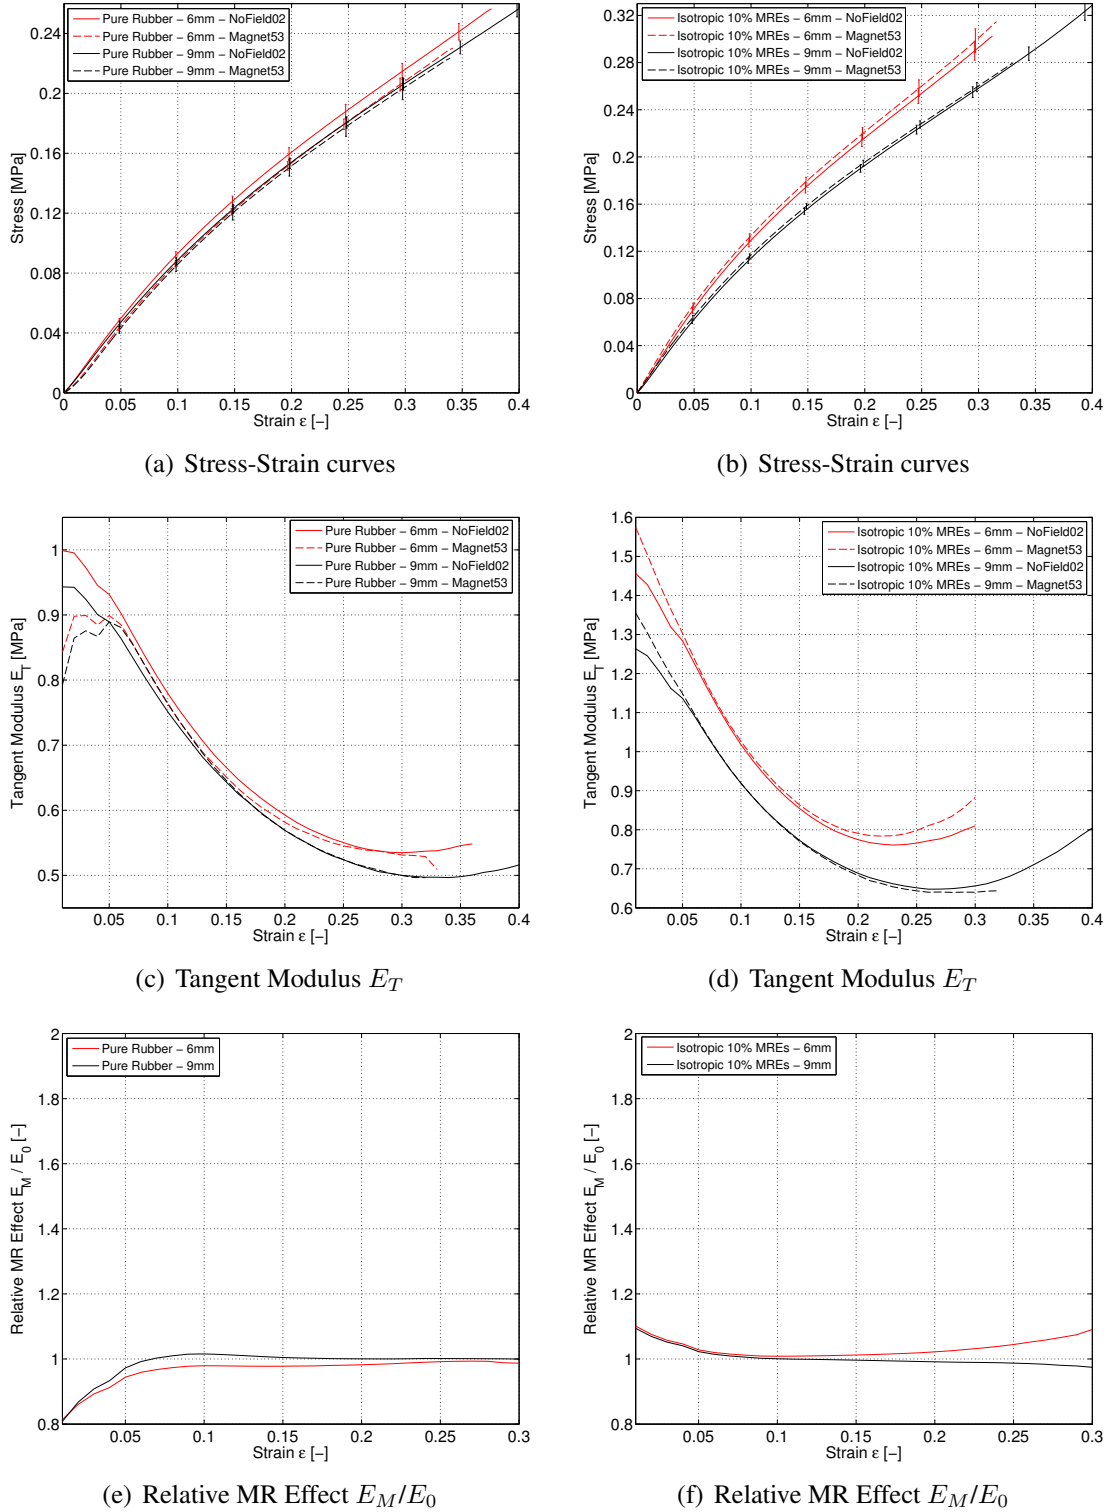 Pure Rubber − 6mm − NoField02
Pure Rubber − 6mm − Magnet53
Pure Rubber − 9mm − NoField02
Pure Rubber − 9mm − Magnet53
0.24
0.2
0.16
0.12
0.08
0.04
0
Stress [MPa]
0 0.05 0.1 0.15 0.2 0.25 0.3 0.35 0.4
Strain ε [−]
(a) Stress-Strain curves
Isotropic 10% MREs − 6mm − NoField02
Isotropic 10% MREs − 6mm − Magnet53
Isotropic 10% MREs − 9mm − NoField02
Isotropic 10% MREs − 9mm − Magnet53
0.32
0.28
0.24
0.2
0.16
0.12
0.08
0.04
0
Stress [MPa]
0 0.05 0.1 0.15 0.2 0.25 0.3 0.35 0.4
Strain ε [−]
(b) Stress-Strain curves
Pure Rubber − 6mm − NoField02
Pure Rubber − 6mm − Magnet53
Pure Rubber − 9mm − NoField02
Pure Rubber − 9mm − Magnet53
1
0.9
0.8
0.7
0.6
0.5
Tangent Modulus E_T [MPa]
0.05 0.1 0.15 0.2 0.25 0.3 0.35 0.4
Strain ε [−]
(c) Tangent Modulus E_T
Isotropic 10% MREs − 6mm − NoField02
Isotropic 10% MREs − 6mm − Magnet53
Isotropic 10% MREs − 9mm − NoField02
Isotropic 10% MREs − 9mm − Magnet53
1.6
1.5
1.4
1.3
1.2
1.1
1
0.9
0.8
0.7
0.6
Tangent Modulus E_T [MPa]
0.05 0.1 0.15 0.2 0.25 0.3 0.35 0.4
Strain ε [−]
(d) Tangent Modulus E_T
Pure Rubber − 6mm
Pure Rubber − 9mm
2
1.8
1.6
1.4
1.2
1
0.8
Relative MR Effect E_M / E_0 [−]
0.05 0.1 0.15 0.2 0.25 0.3
Strain ε [−]
(e) Relative MR Effect E_M/E_0
Isotropic 10% MREs − 6mm
Isotropic 10% MREs − 9mm
2
1.8
1.6
1.4
1.2
1
0.8
Relative MR Effect E_M / E_0 [−]
0.05 0.1 0.15 0.2 0.25 0.3
Strain ε [−]
(f) Relative MR Effect E_M/E_0